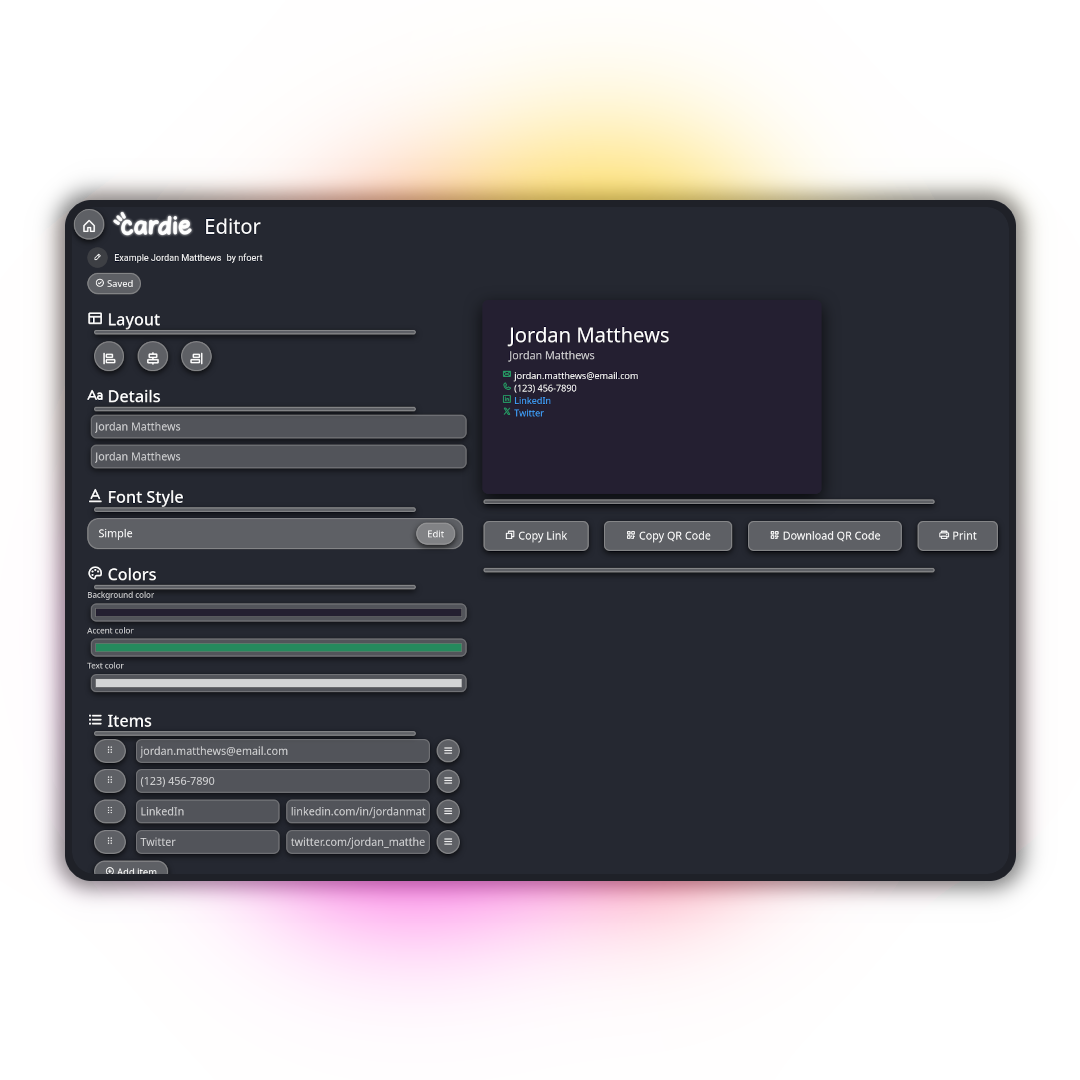 cardie Editor
Example Jordan Matthews by nfoert
Saved
Layout
Aa Details
Jordan Matthews
Jordan Matthews
A Font Style
Simple Edit
Colors
Background color
Accent color
Text color
Items
jordan.matthews@email.com
(123) 456-7890
LinkedIn linkedin.com/in/jordanmat
Twitter twitter.com/jordan_matthe
Add item
Jordan Matthews
Jordan Matthews
jordan.matthews@email.com
(123) 456-7890
LinkedIn
Twitter
Copy Link Copy QR Code Download QR Code Print